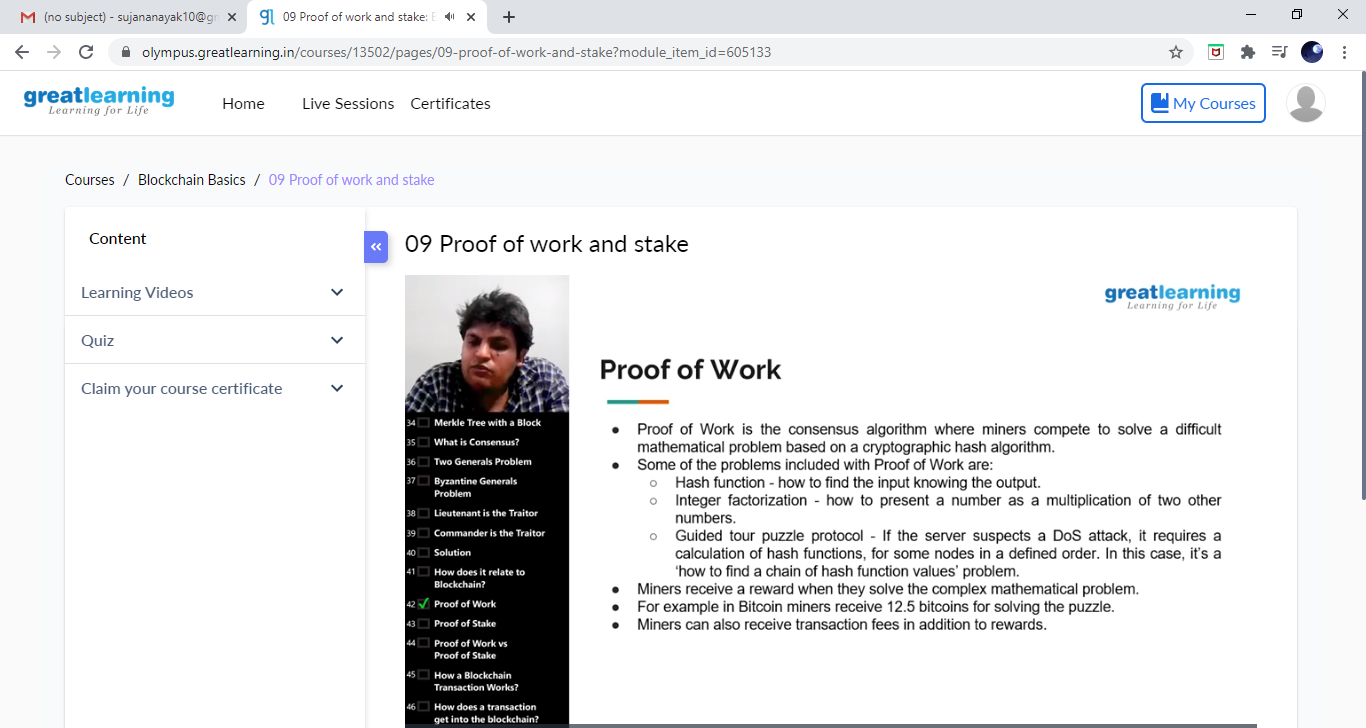 (no subject) - sujananayak10@gr
09 Proof of work and stake: B
olympus.greatlearning.in/courses/13502/pages/09-proof-of-work-and-stake?module_item_id=605133
greatlearning
Learning for Life
Home Live Sessions Certificates
My Courses
Courses / Blockchain Basics / 09 Proof of work and stake
Content
Learning Videos
Quiz
Claim your course certificate
09 Proof of work and stake
greatlearning
Learning for Life
34 Merkle Tree with a Block
35 What is Consensus?
36 Two Generals Problem
37 Byzantine Generals
Problem
38 Lieutenant is the Traitor
39 Commander is the Traitor
40 Solution
41 How does it relate to
Blockchain?
42 Proof of Work
43 Proof of Stake
44 Proof of Work vs
Proof of Stake
45 How a Blockchain
Transaction Works?
46 How does a transaction
get into the blockchain?
Proof of Work
● Proof of Work is the consensus algorithm where miners compete to solve a difficult
mathematical problem based on a cryptographic hash algorithm.
● Some of the problems included with Proof of Work are:
○ Hash function - how to find the input knowing the output.
○ Integer factorization - how to present a number as a multiplication of two other
numbers.
○ Guided tour puzzle protocol - If the server suspects a DoS attack, it requires a
calculation of hash functions, for some nodes in a defined order. In this case, it's a
'how to find a chain of hash function values' problem.
● Miners receive a reward when they solve the complex mathematical problem.
● For example in Bitcoin miners receive 12.5 bitcoins for solving the puzzle.
● Miners can also receive transaction fees in addition to rewards.